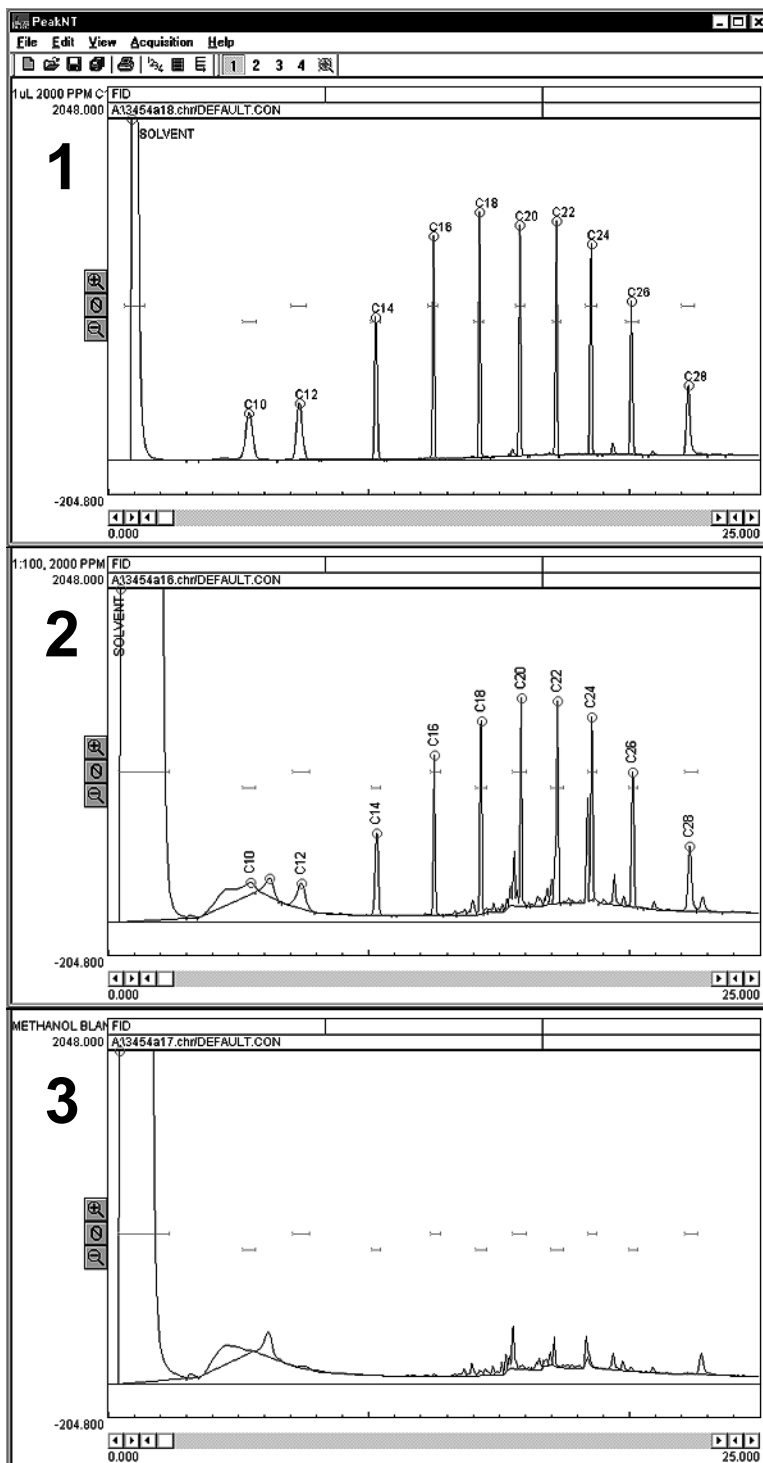 PeakNT
File Edit View Acquisition Help
1 2 3 4
1uL 2000 PPM C1 FID
2048.000 A:\3454a18.chr/DEFAULT.CON
1
SOLVENT
C10 C12 C14 C16 C18 C20 C22 C24 C26 C28
-204.800
0.000 25.000
1:100, 2000 PPM FID
2048.000 A:\3454a16.chr/DEFAULT.CON
2
SOLVENT
C10 C12 C14 C16 C18 C20 C22 C24 C26 C28
-204.800
0.000 25.000
METHANOL BLAN FID
2048.000 A:\3454a17.chr/DEFAULT.CON
3
-204.800
0.000 25.000